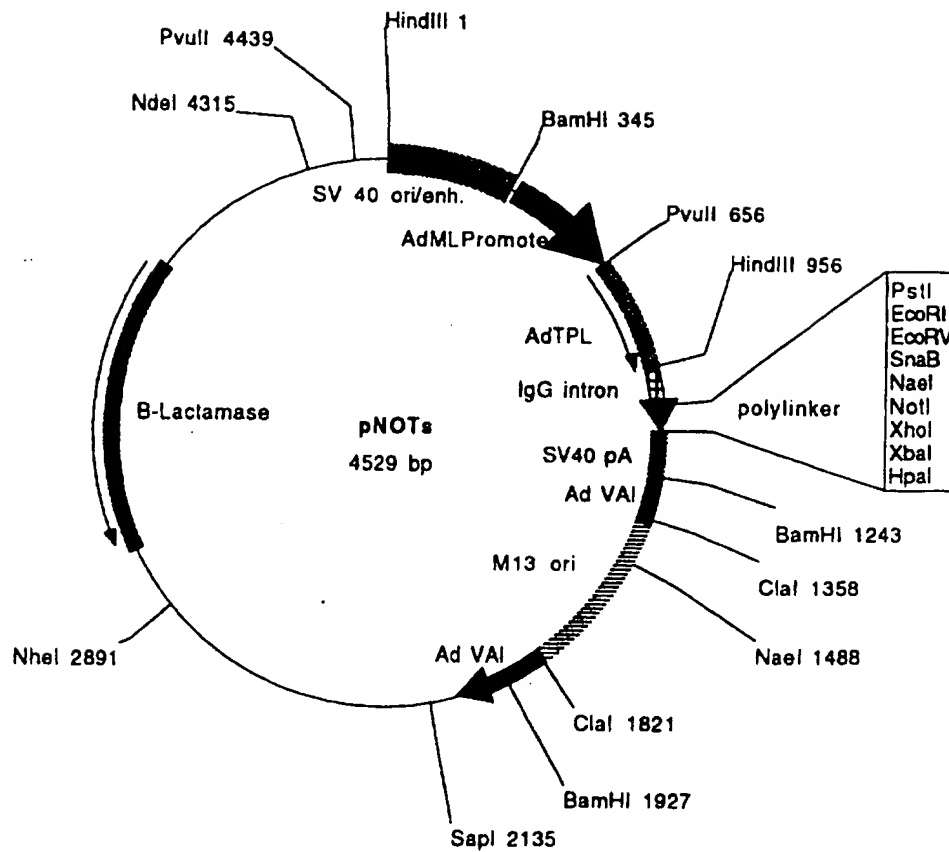 HindIII 1
PvuII 4439
NdeI 4315
BamHI 345
SV 40 ori/enh.
AdMLPromote
PvuII 656
HindIII 956
PstI
EcoRI
EcoRV
SnaB
NaeI
NotI
XhoI
XbaI
HpaI
AdTPL
IgG intron
polylinker
B-Lactamase
pNOTs
4529 bp
SV40 pA
Ad VAI
BamHI 1243
M13 ori
ClaI 1358
NheI 2891
Ad VAI
NaeI 1488
ClaI 1821
BamHI 1927
SapI 2135